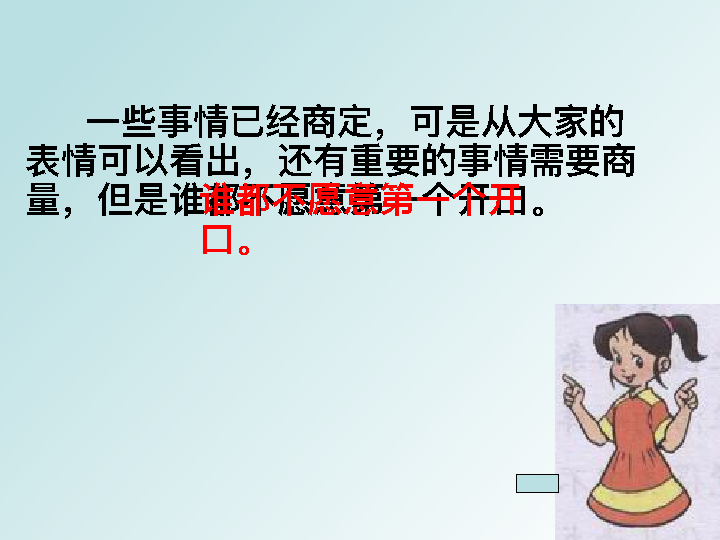 一些事情已经商定，可是从大家的
表情可以看出，还有重要的事情需要商
量，但是谁都不愿意第一个开口。
谁都不愿意第一个开
口。